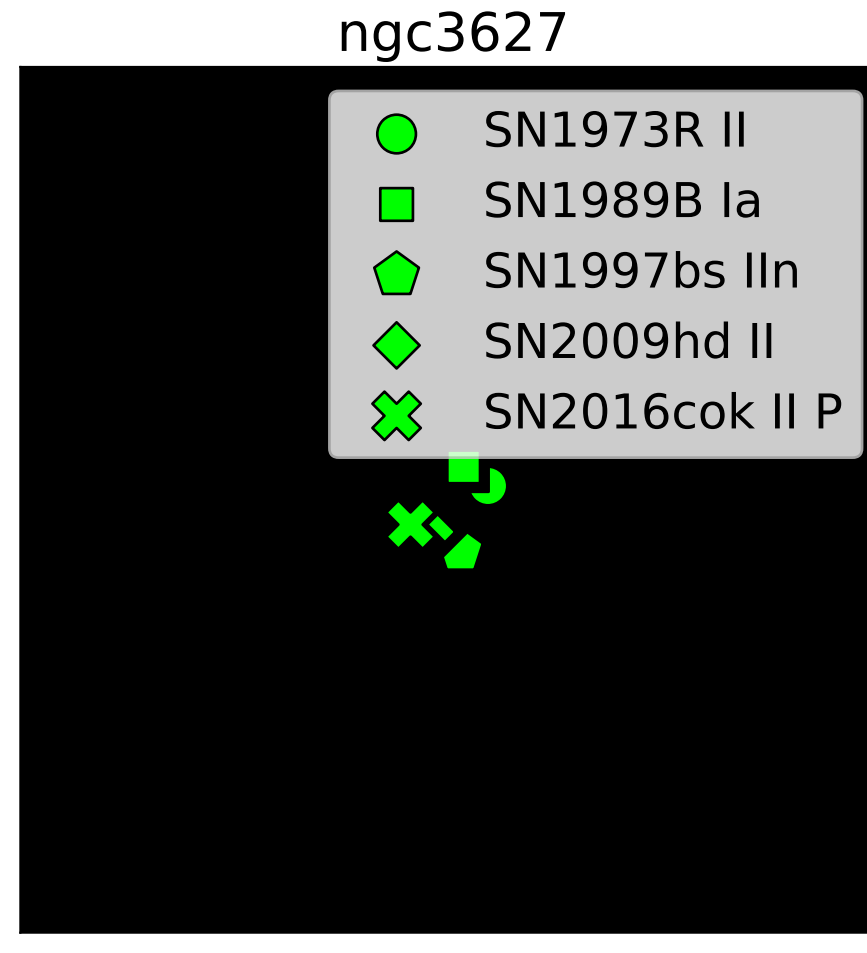 ngc3627
SN1973R II
SN1989B Ia
SN1997bs IIn
SN2009hd II
SN2016cok II P